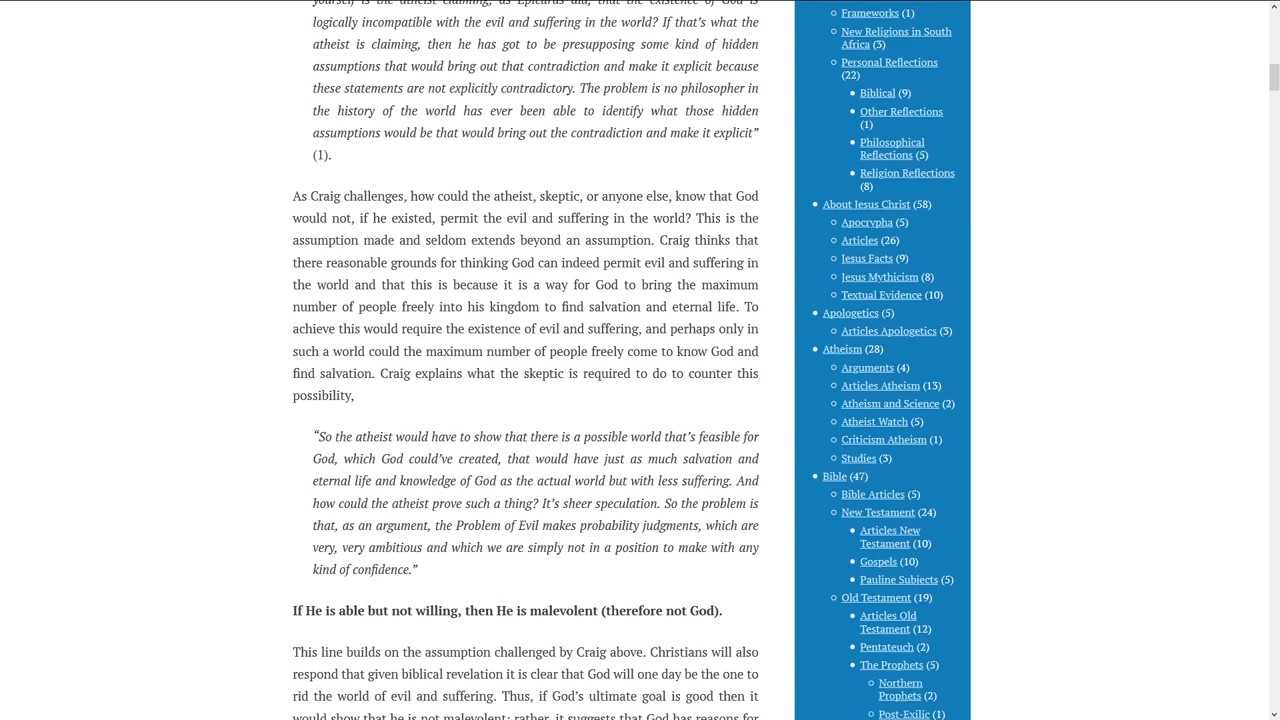 yourself is the atheist claiming, as Epicurus did, that the existence of God is
logically incompatible with the evil and suffering in the world? If that's what the
atheist is claiming, then he has got to be presupposing some kind of hidden
assumptions that would bring out that contradiction and make it explicit because
these statements are not explicitly contradictory. The problem is no philosopher in
the history of the world has ever been able to identify what those hidden
assumptions would be that would bring out the contradiction and make it explicit”
(1).
As Craig challenges, how could the atheist, skeptic, or anyone else, know that God
would not, if he existed, permit the evil and suffering in the world? This is the
assumption made and seldom extends beyond an assumption. Craig thinks that
there reasonable grounds for thinking God can indeed permit evil and suffering in
the world and that this is because it is a way for God to bring the maximum
number of people freely into his kingdom to find salvation and eternal life. To
achieve this would require the existence of evil and suffering, and perhaps only in
such a world could the maximum number of people freely come to know God and
find salvation. Craig explains what the skeptic is required to do to counter this
possibility,
“So the atheist would have to show that there is a possible world that's feasible for
God, which God could've created, that would have just as much salvation and
eternal life and knowledge of God as the actual world but with less suffering. And
how could the atheist prove such a thing? It's sheer speculation. So the problem is
that, as an argument, the Problem of Evil makes probability judgments, which are
very, very ambitious and which we are simply not in a position to make with any
kind of confidence.”
If He is able but not willing, then He is malevolent (therefore not God).
This line builds on the assumption challenged by Craig above. Christians will also
respond that given biblical revelation it is clear that God will one day be the one to
rid the world of evil and suffering. Thus, if God's ultimate goal is good then it
would show that he is not malevolent; rather, it suggests that God has reasons for
Frameworks (1)
New Religions in South
Africa (3)
Personal Reflections
(22)
Biblical (9)
Other Reflections
(1)
Philosophical
Reflections (5)
Religion Reflections
(8)
About Jesus Christ (58)
Apocrypha (5)
Articles (26)
Jesus Facts (9)
Jesus Mythicism (8)
Textual Evidence (10)
Apologetics (5)
Articles Apologetics (3)
Atheism (28)
Arguments (4)
Articles Atheism (13)
Atheism and Science (2)
Atheist Watch (5)
Criticism Atheism (1)
Studies (3)
Bible (47)
Bible Articles (5)
New Testament (24)
Articles New
Testament (10)
Gospels (10)
Pauline Subjects (5)
Old Testament (19)
Articles Old
Testament (12)
Pentateuch (2)
The Prophets (5)
Northern
Prophets (2)
Post-Exilic (1)